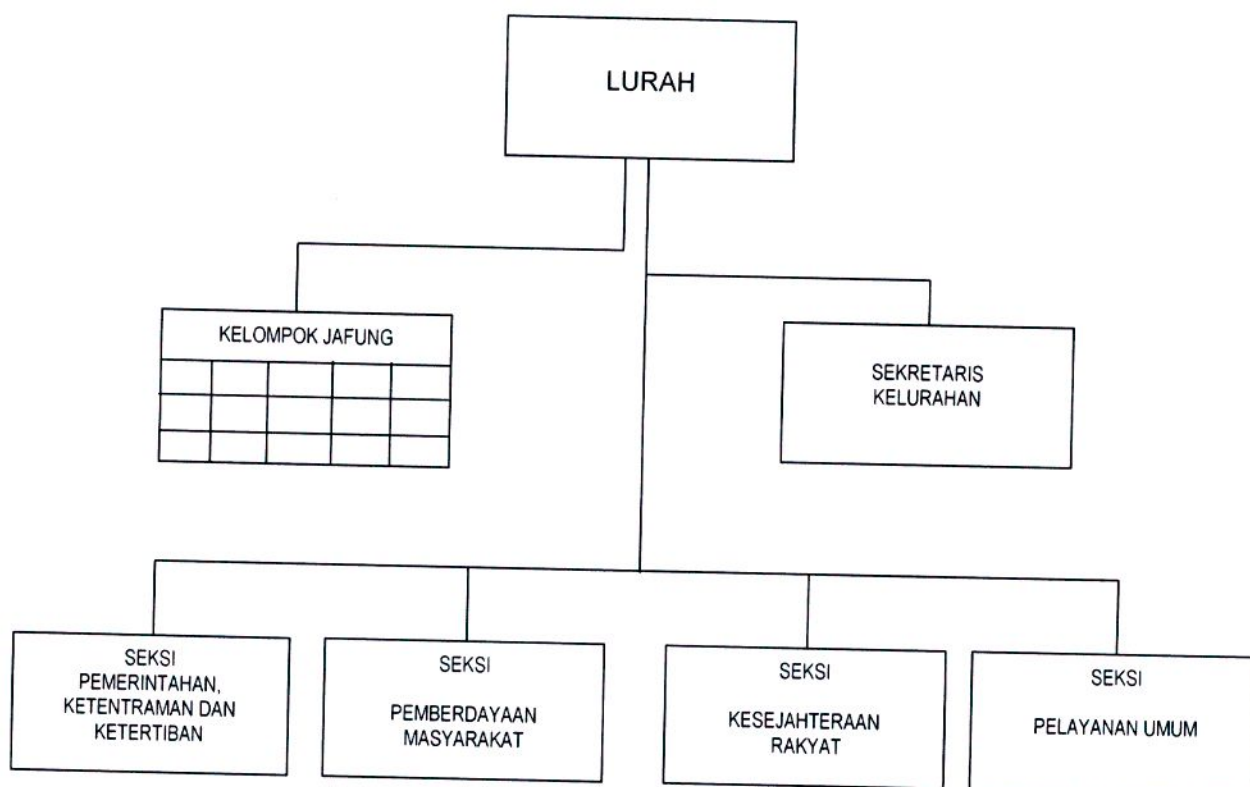 LURAH
KELOMPOK JAFUNG
SEKRETARIS
KELURAHAN
SEKSI
PEMERINTAHAN,
KETENTRAMAN DAN
KETERTIBAN
SEKSI
PEMBERDAYAAN
MASYARAKAT
SEKSI
KESEJAHTERAAN
RAKYAT
SEKSI
PELAYANAN UMUM